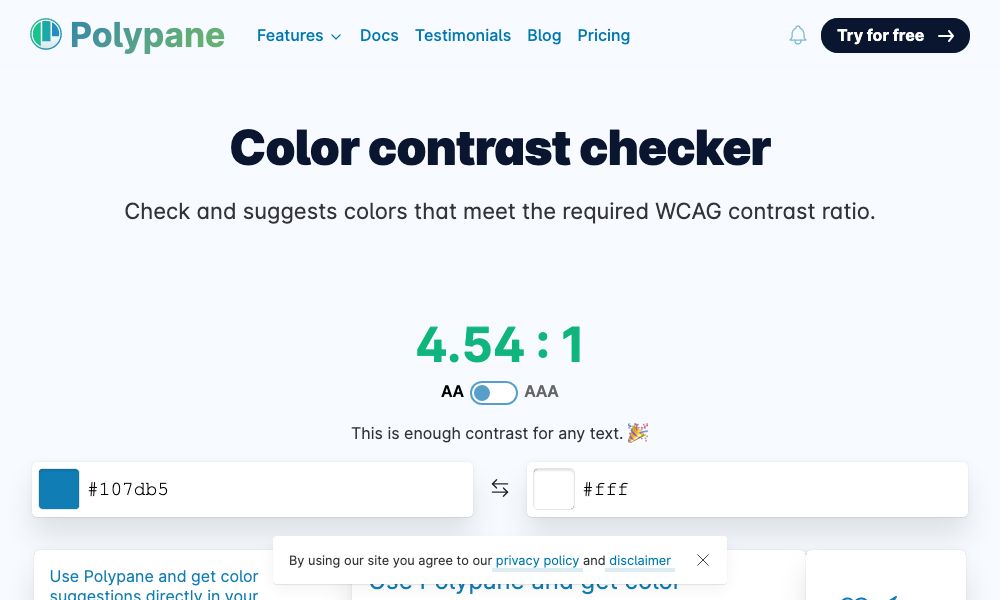 Polypane
Features Docs Testimonials Blog Pricing
Try for free
Color contrast checker
Check and suggests colors that meet the required WCAG contrast ratio.
4.54 : 1
AA AAA
This is enough contrast for any text. 🎉
#107db5
#fff
By using our site you agree to our privacy policy and disclaimer
Use Polypane and get color
suggestions directly in your
Use Polypane and get color